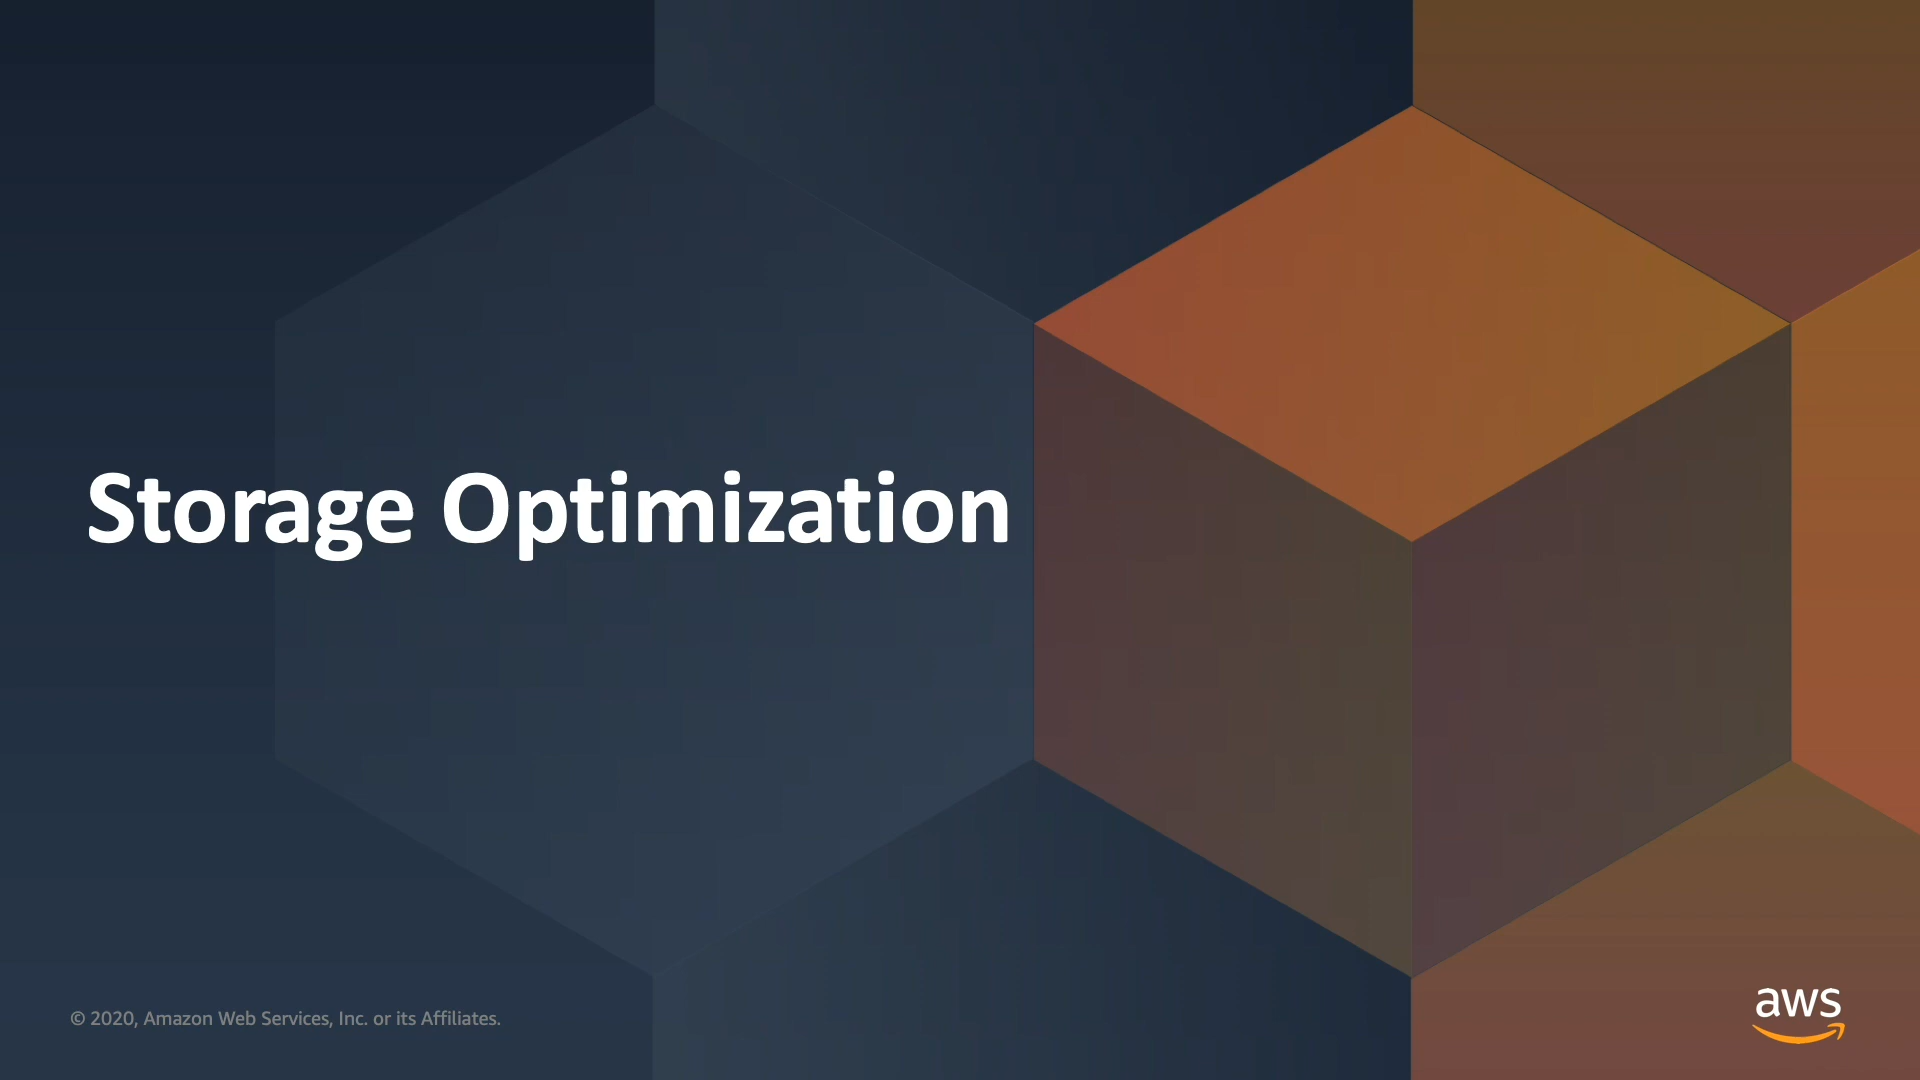 Storage Optimization
© 2020, Amazon Web Services, Inc. or its Affiliates.
aws